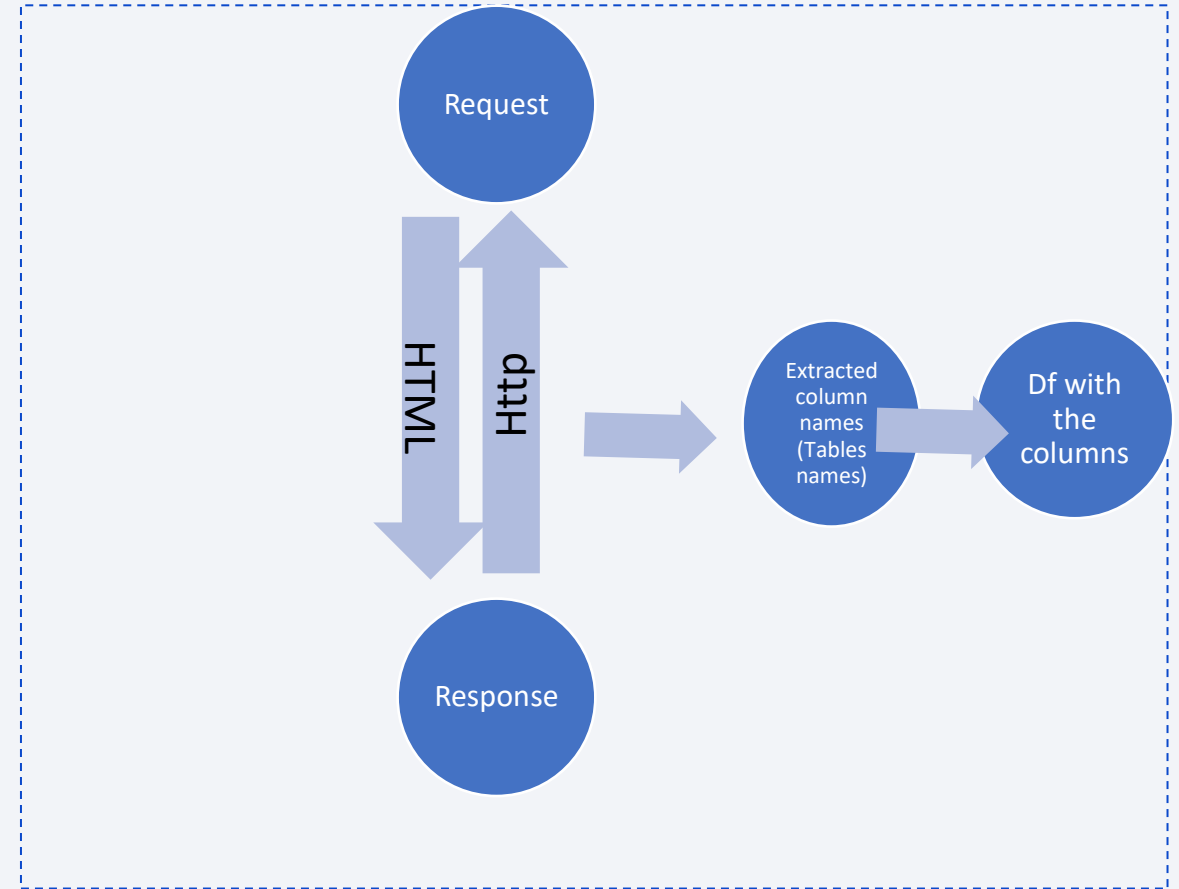 Request
HTML
Http
Extracted
column
names
(Tables
names)
Df with
the
columns
Response